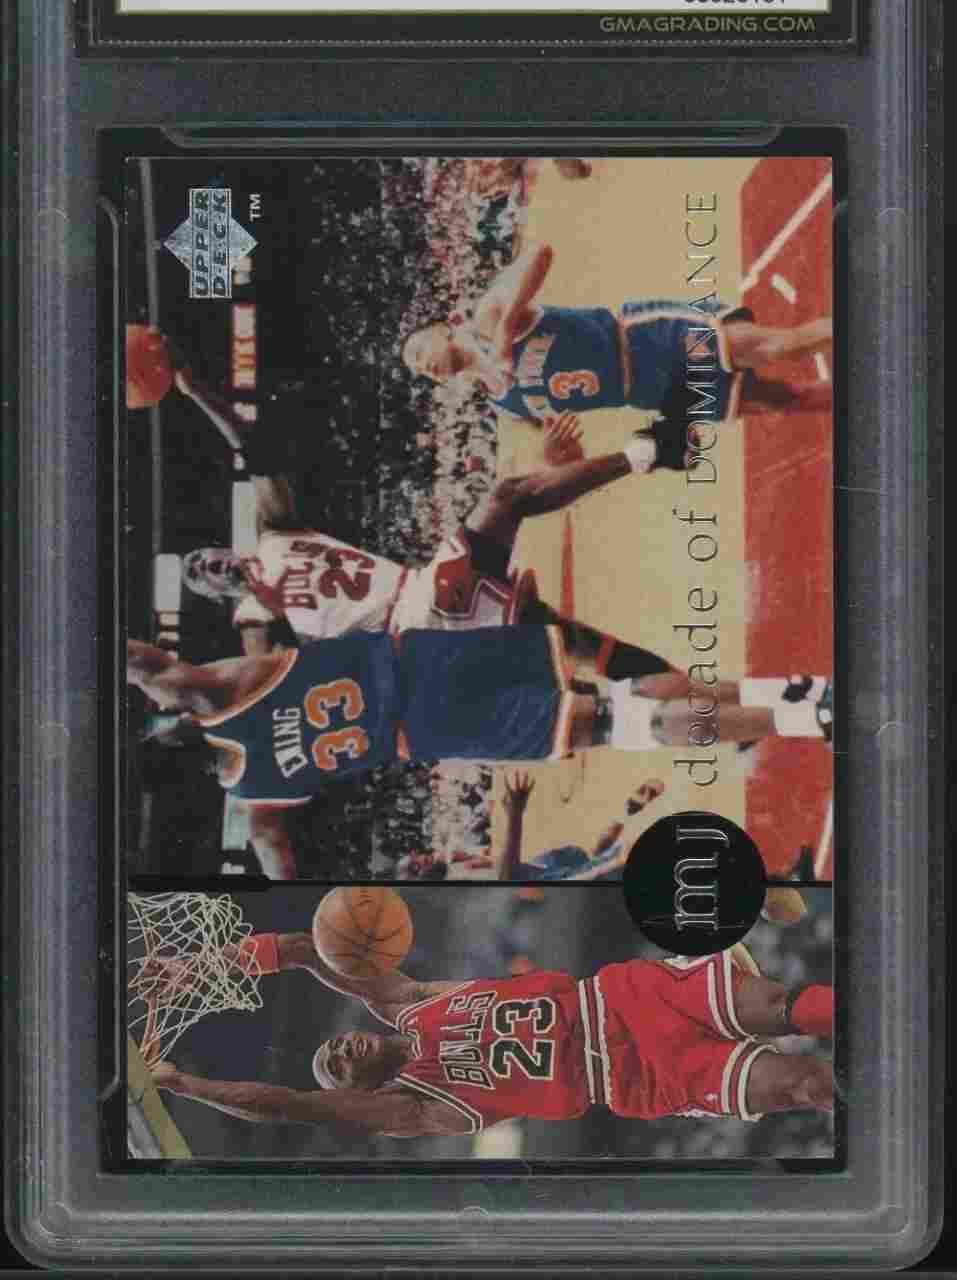 GMAGRADING.COM
UPPER
DECK
TM
EWING
33
BULLS
23
3
mJ decade of DOMINANCE
BULLS
23